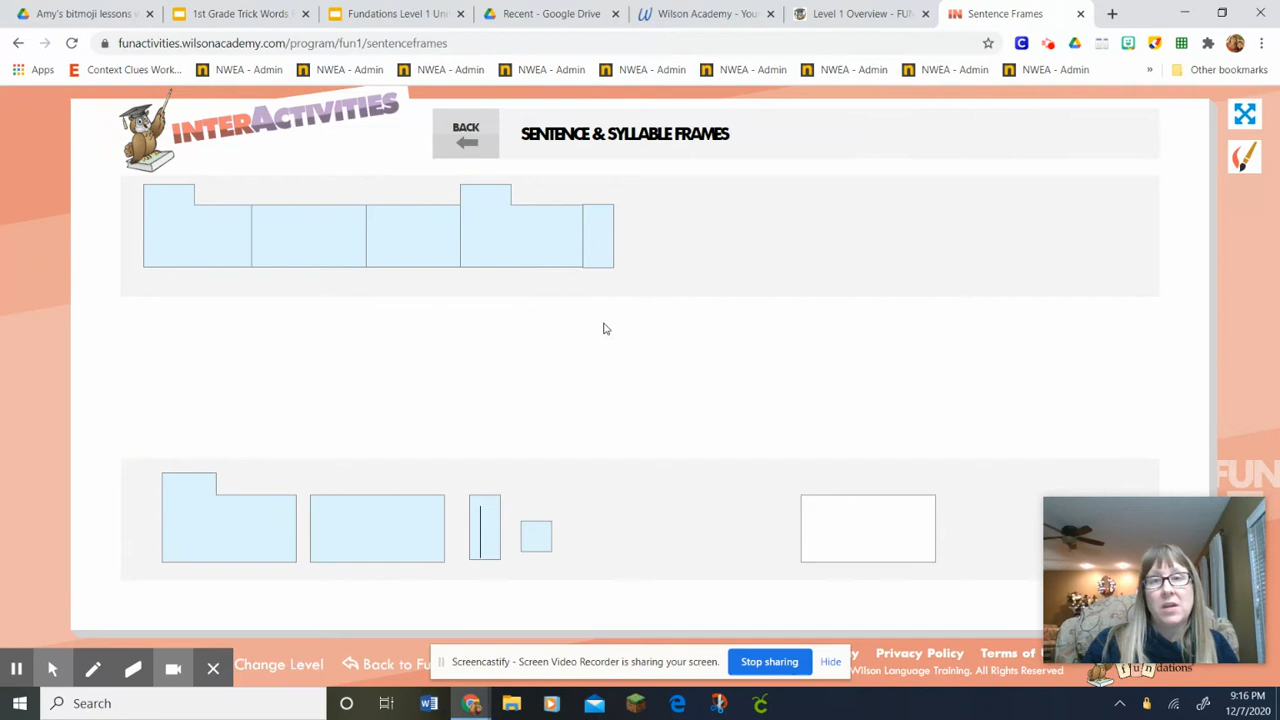 Amy's bitmoji lessons v
1st Grade Trick Words
Fundations Level 1 Uni
Recent - Google Drive
Wilson Academy - You
Level 1 Overview - FUN
Sentence Frames
funactivities.wilsonacademy.com/program/fun1/sentenceframes
Apps
Context Clues Work...
NWEA - Admin
NWEA - Admin
NWEA - Admin
NWEA - Admin
NWEA - Admin
NWEA - Admin
NWEA - Admin
NWEA - Admin
»
Other bookmarks
INTERACTIVITIES
BACK
SENTENCE & SYLLABLE FRAMES
FUN
Change Level
Back to Fu
Screencastify - Screen Video Recorder is sharing your screen.
Stop sharing
Hide
y
Privacy Policy
Terms of
Wilson Language Training. All Rights Reserved
fundations
Search
9:16 PM
12/7/2020